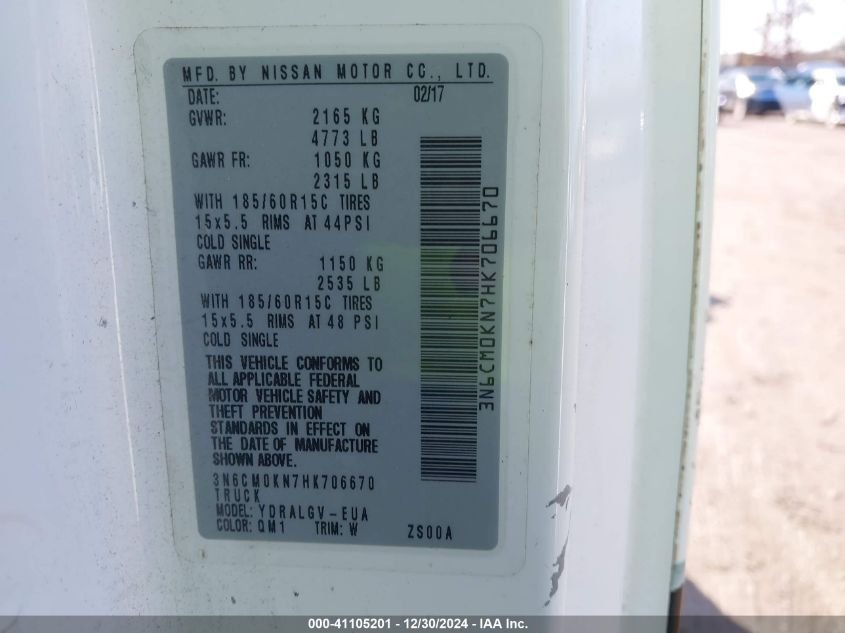 MFD. BY NISSAN MOTOR CO., LTD.
DATE: 02/17
GVWR: 2165 KG
4773 LB
GAWR FR: 1050 KG
2315 LB
WITH 185/60R15C TIRES
15x5.5 RIMS AT 44PSI
COLD SINGLE
GAWR RR: 1150 KG
2535 LB
WITH 185/60R15C TIRES
15x5.5 RIMS AT 48 PSI
COLD SINGLE
THIS VEHICLE CONFORMS TO
ALL APPLICABLE FEDERAL
MOTOR VEHICLE SAFETY AND
THEFT PREVENTION
STANDARDS IN EFFECT ON
THE DATE OF MANUFACTURE
SHOWN ABOVE.
3N6CM0KN7HK706670
TRUCK
MODEL: YDRALGV-EUA
COLOR: QM1 TRIM: W ZS00A
3N6CM0KN7HK706670
000-41105201 - 12/30/2024 - IAA Inc.